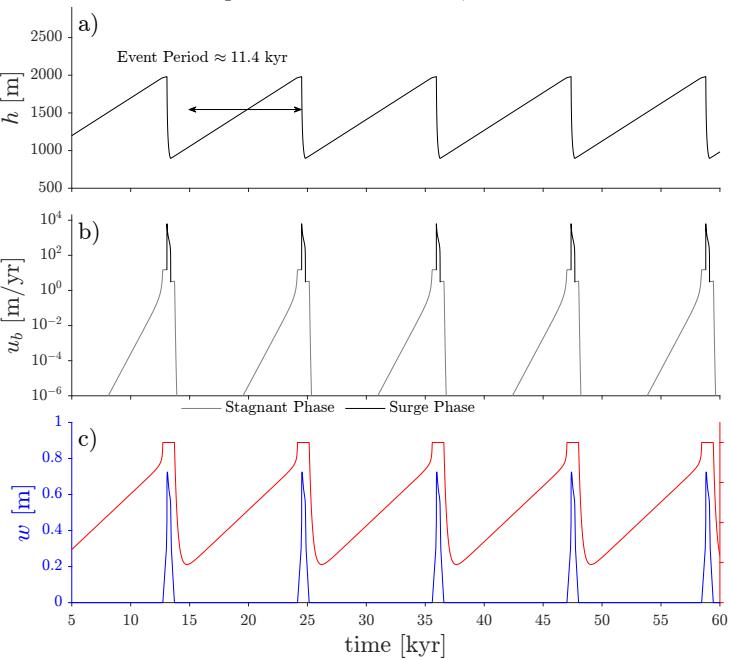 a)
Event Period ≈ 11.4 kyr
2500
2000
1500
1000
500
h [m]
b)
10^4
10^2
10^0
10^-2
10^-4
10^-6
u_b [m/yr]
Stagnant Phase
Surge Phase
c)
1
0.8
0.6
0.4
0.2
0
w [m]
5 10 15 20 25 30 35 40 45 50 55 60
time [kyr]